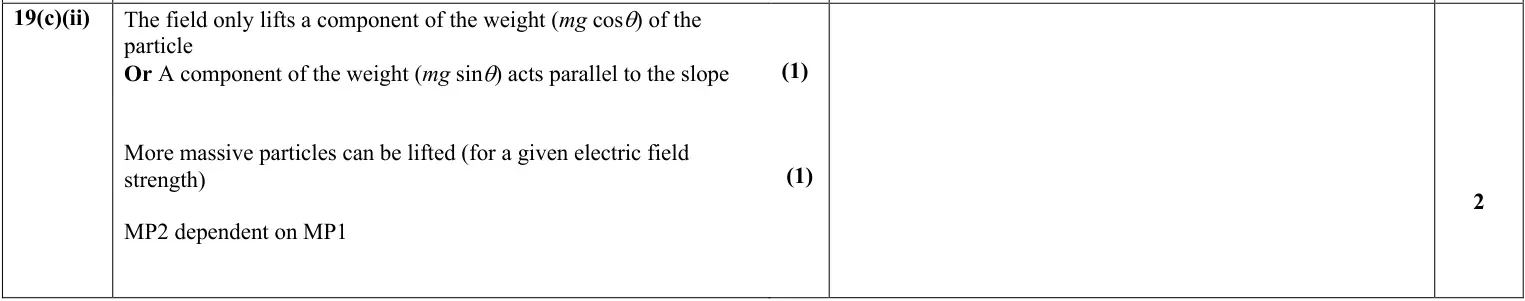 19(c)(ii)
The field only lifts a component of the weight (mg cosθ) of the
particle
Or A component of the weight (mg sinθ) acts parallel to the slope (1)
More massive particles can be lifted (for a given electric field
strength) (1)
2
MP2 dependent on MP1